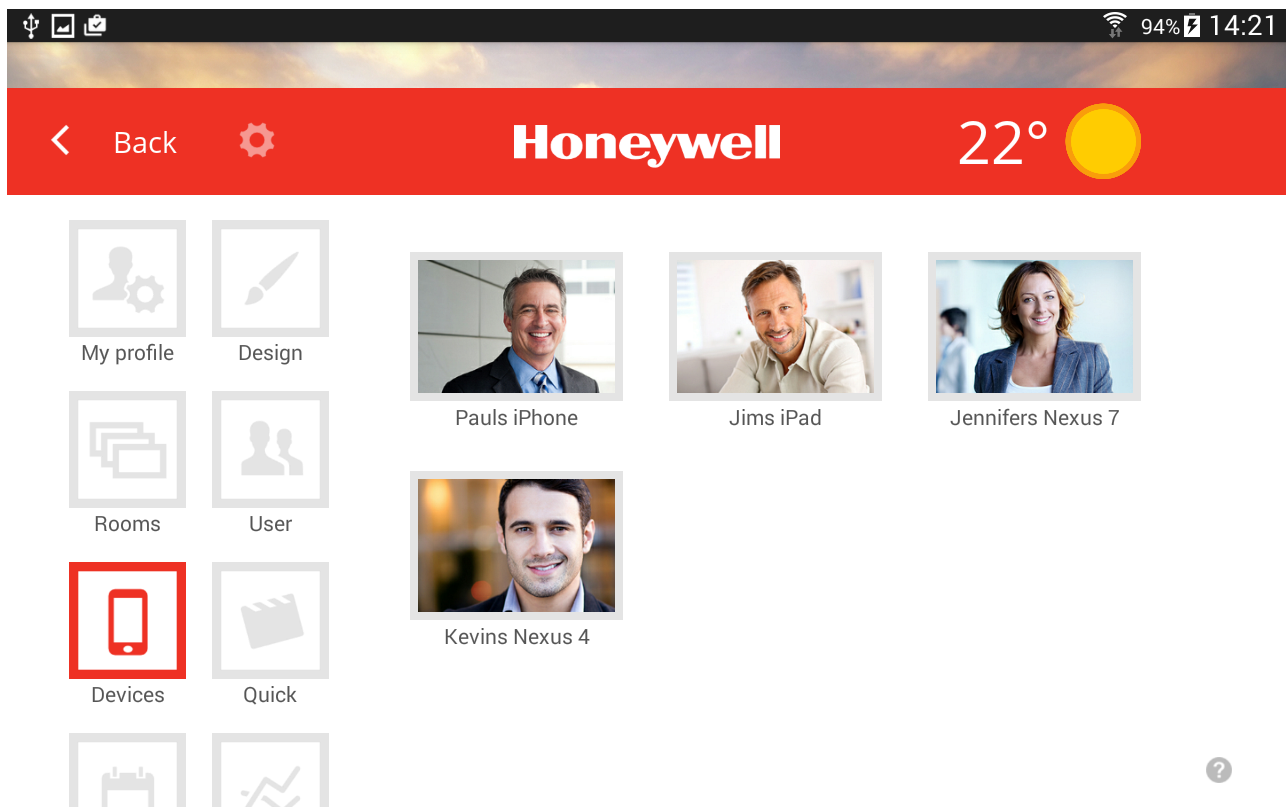 94% 14:21
Back Honeywell 22°
My profile Design
Pauls iPhone Jims iPad Jennifers Nexus 7
Rooms User
Kevins Nexus 4
Devices Quick
?